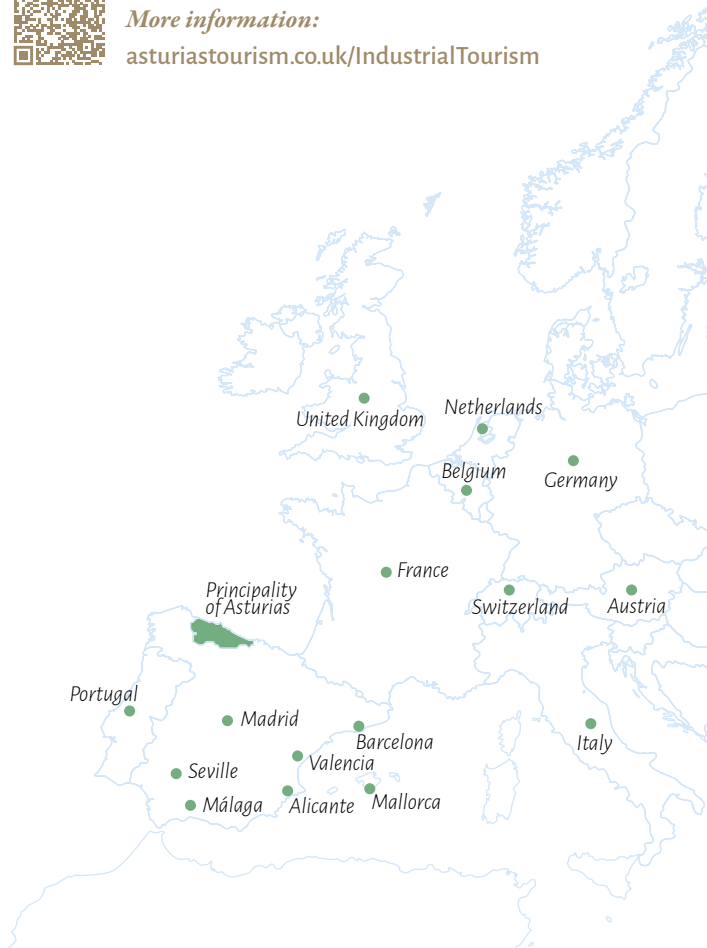 More information:
asturiastourism.co.uk/IndustrialTourism
Netherlands
United Kingdom
Belgium
Germany
France
Principality
of Asturias
Switzerland
Austria
Portugal
Madrid
Italy
Barcelona
Valencia
Seville
Mallorca
Málaga
Alicante